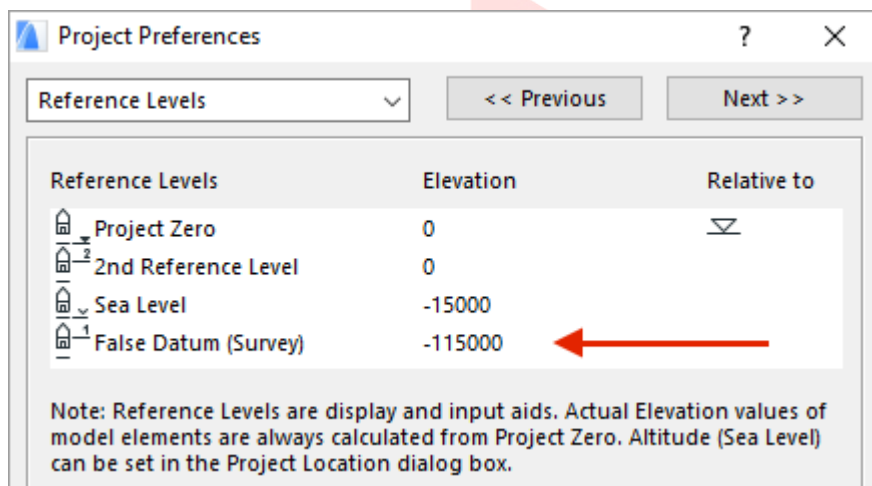 Project Preferences ? ×
Reference Levels << Previous Next >>
Reference Levels Elevation Relative to
Project Zero 0
2 2nd Reference Level 0
Sea Level -15000
1 False Datum (Survey) -115000
Note: Reference Levels are display and input aids. Actual Elevation values of
model elements are always calculated from Project Zero. Altitude (Sea Level)
can be set in the Project Location dialog box.